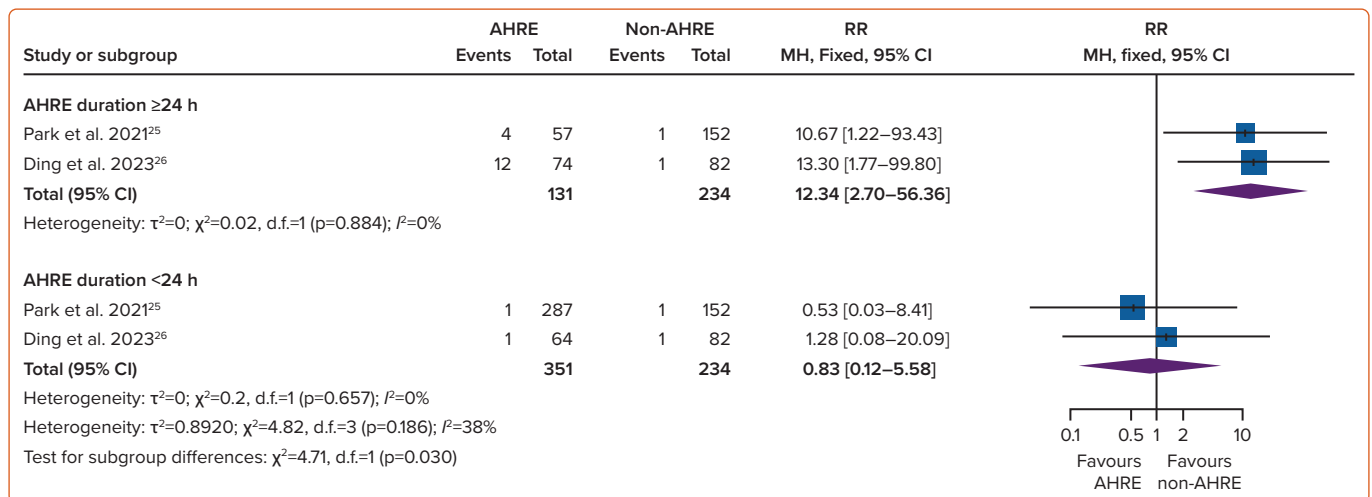 AHRE Non-AHRE RR RR
Study or subgroup Events Total Events Total MH, Fixed, 95% CI MH, fixed, 95% CI
AHRE duration ≥24 h
Park et al. 2021²⁵ 4 57 1 152 10.67 [1.22–93.43]
Ding et al. 2023²⁶ 12 74 1 82 13.30 [1.77–99.80]
Total (95% CI) 131 234 12.34 [2.70–56.36]
Heterogeneity: τ²=0; χ²=0.02, d.f.=1 (p=0.884); I²=0%
AHRE duration <24 h
Park et al. 2021²⁵ 1 287 1 152 0.53 [0.03–8.41]
Ding et al. 2023²⁶ 1 64 1 82 1.28 [0.08–20.09]
Total (95% CI) 351 234 0.83 [0.12–5.58]
Heterogeneity: τ²=0; χ²=0.2, d.f.=1 (p=0.657); I²=0%
Heterogeneity: τ²=0.8920; χ²=4.82, d.f.=3 (p=0.186); I²=38%
Test for subgroup differences: χ²=4.71, d.f.=1 (p=0.030)
0.1 0.5 1 2 10
Favours Favours
AHRE non-AHRE